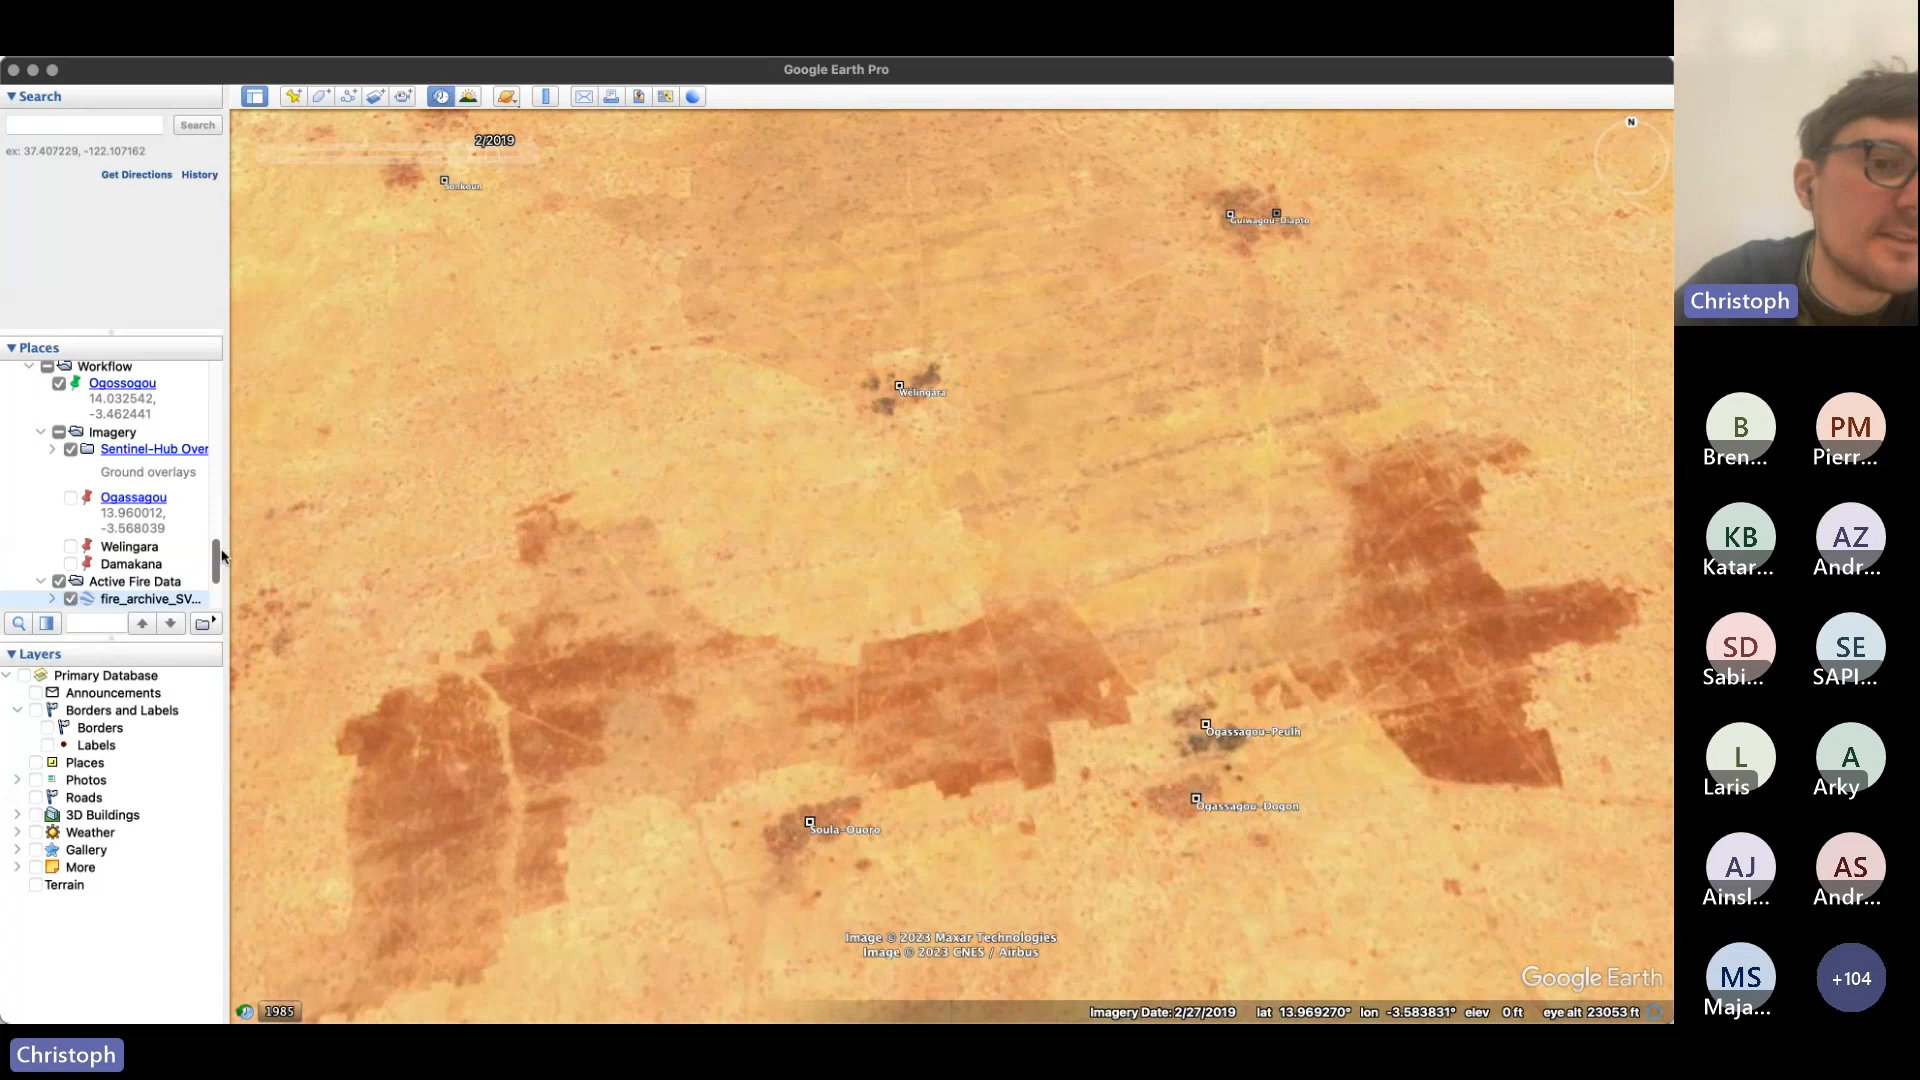 Google Earth Pro
Search
Search
ex: 37.407229, -122.107162
Get Directions History
Places
Workflow
Ogossogou
14.032542,
-3.462441
Imagery
Sentinel-Hub Over
Ground overlays
Ogassagou
13.960012,
-3.568039
Welingara
Damakana
Active Fire Data
fire_archive_SV...
Layers
Primary Database
Announcements
Borders and Labels
Borders
Labels
Places
Photos
Roads
3D Buildings
Weather
Gallery
More
Terrain
2/2019
N
Sonkoun
Guiwagou-Diapto
Wélingara
Ogassagou-Peulh
Ogassagou-Dogon
Soula-Ouoro
Image © 2023 Maxar Technologies
Image © 2023 CNES / Airbus
Google Earth
1985
Imagery Date: 2/27/2019 lat 13.969270° lon -3.583831° elev 0 ft eye alt 23053 ft
Christoph
B
Bren...
PM
Pierr...
KB
Katar...
AZ
Andr...
SD
Sabi...
SE
SAPI...
L
Laris
A
Arky
AJ
Ainsl...
AS
Andr...
MS
Maja...
+104
Christoph